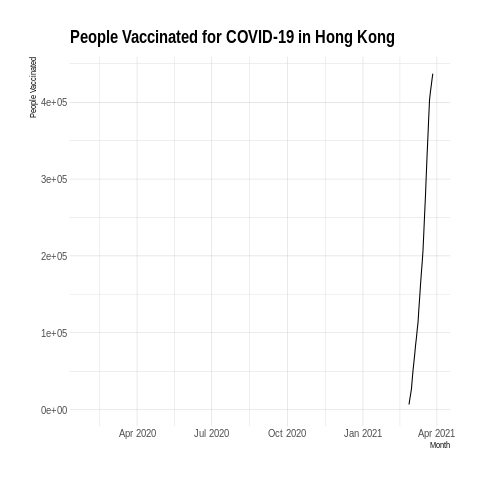 People Vaccinated for COVID-19 in Hong Kong
People Vaccinated
4e+05
3e+05
2e+05
1e+05
0e+00
Apr 2020 Jul 2020 Oct 2020 Jan 2021 Apr 2021
Month